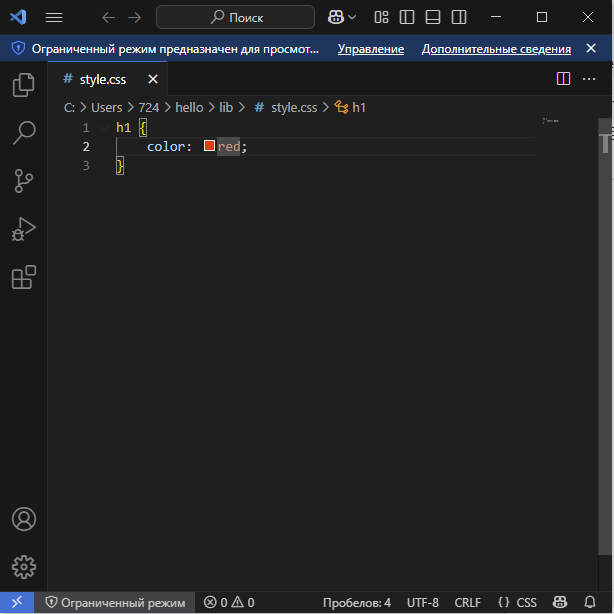 Поиск
Ограниченный режим предназначен для просмот... Управление Дополнительные сведения
# style.css
C: > Users > 724 > hello > lib > # style.css > h1
1 h1 {
2 color: red;
3 }
Ограниченный режим 0 0 Пробелов: 4 UTF-8 CRLF {} CSS